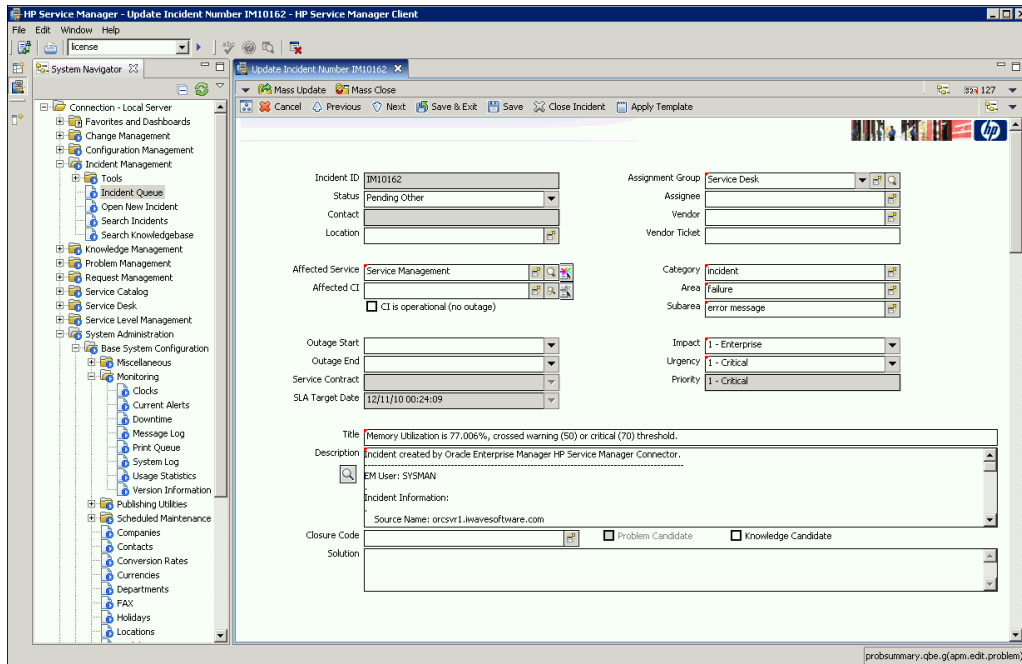 HP Service Manager - Update Incident Number IM10162 - HP Service Manager Client
File Edit Window Help
license
System Navigator
Connection - Local Server
Favorites and Dashboards
Change Management
Configuration Management
Incident Management
Tools
Incident Queue
Open New Incident
Search Incidents
Search Knowledgebase
Knowledge Management
Problem Management
Request Management
Service Catalog
Service Desk
Service Level Management
System Administration
Base System Configuration
Miscellaneous
Monitoring
Clocks
Current Alerts
Downtime
Message Log
Print Queue
System Log
Usage Statistics
Version Information
Publishing Utilities
Scheduled Maintenance
Companies
Contacts
Conversion Rates
Currencies
Departments
FAX
Holidays
Locations
Update Incident Number IM10162
Mass Update Mass Close
127
Cancel Previous Next Save & Exit Save Close Incident Apply Template
hp
Incident ID IM10162
Status Pending Other
Contact
Location
Assignment Group Service Desk
Assignee
Vendor
Vendor Ticket
Affected Service Service Management
Affected CI
CI is operational (no outage)
Category incident
Area failure
Subarea error message
Outage Start
Outage End
Service Contract
SLA Target Date 12/11/10 00:24:09
Impact 1 - Enterprise
Urgency 1 - Critical
Priority 1 - Critical
Title Memory Utilization is 77.006%, crossed warning (50) or critical (70) threshold.
Description Incident created by Oracle Enterprise Manager HP Service Manager Connector.
--------------------------------------------------------------------------------
EM User: SYSMAN
.
Incident Information:
.
Source Name: orcsvr1.iwavesoftware.com
Closure Code
Problem Candidate Knowledge Candidate
Solution
probsummary.qbe.g(apm.edit.problem)